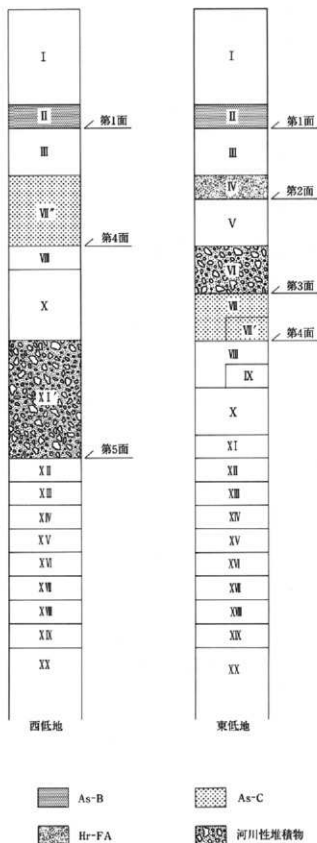 I
II
第1面
III
VII"
第4面
VIII
X
XI'
第5面
XII
XIII
XIV
XV
XVI
XVII
XVIII
XIX
XX
西低地
I
II
第1面
III
IV
第2面
V
VI
第3面
VII
VII'
第4面
VIII
IX
X
XI
XII
XIII
XIV
XV
XVI
XVII
XVIII
XIX
XX
東低地
As-B
As-C
Hr-FA
河川性堆積物